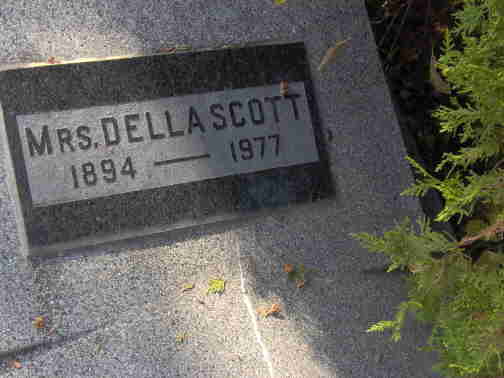 MRS. DELLA SCOTT
1894 — 1977